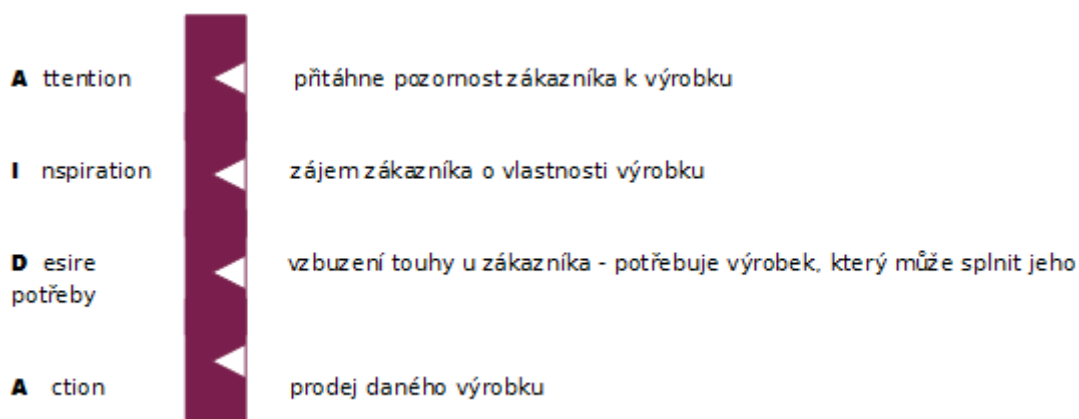 A ttention přitáhne pozornost zákazníka k výrobku
I nspiration zájem zákazníka o vlastnosti výrobku
D esire vzbuzení touhy u zákazníka - potřebuje výrobek, který může splnit jeho
potřeby
A ction prodej daného výrobku